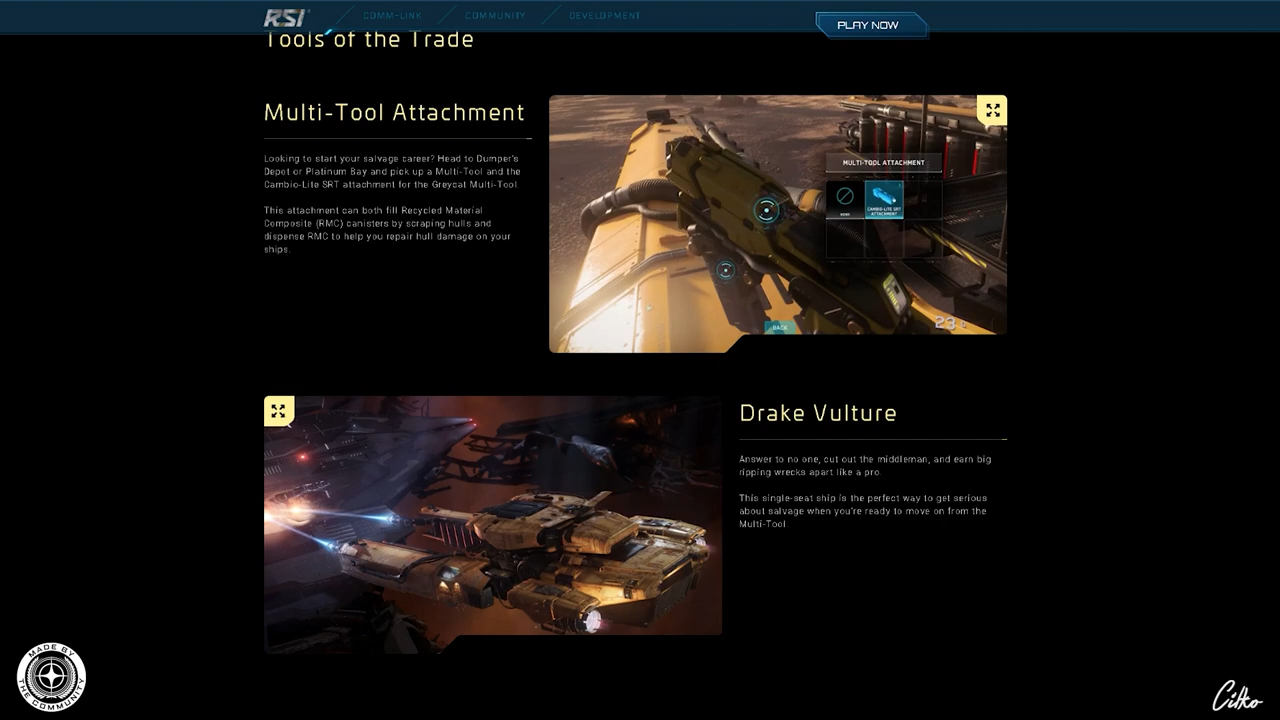 RSI
COMM-LINK
COMMUNITY
DEVELOPMENT
PLAY NOW
Tools of the Trade
Multi-Tool Attachment
Looking to start your salvage career? Head to Dumper's
Depot or Platinum Bay and pick up a Multi-Tool and the
Cambio-Lite SRT attachment for the Greycat Multi-Tool.
This attachment can both fill Recycled Material
Composite (RMC) canisters by scraping hulls and
dispense RMC to help you repair hull damage on your
ships.
MULTI-TOOL ATTACHMENT
NONE
CAMBIO-LITE SRT
ATTACHMENT
BACK
23
Drake Vulture
Answer to no one, cut out the middleman, and earn big
ripping wrecks apart like a pro.
This single-seat ship is the perfect way to get serious
about salvage when you're ready to move on from the
Multi-Tool.
MADE BY
THE COMMUNITY